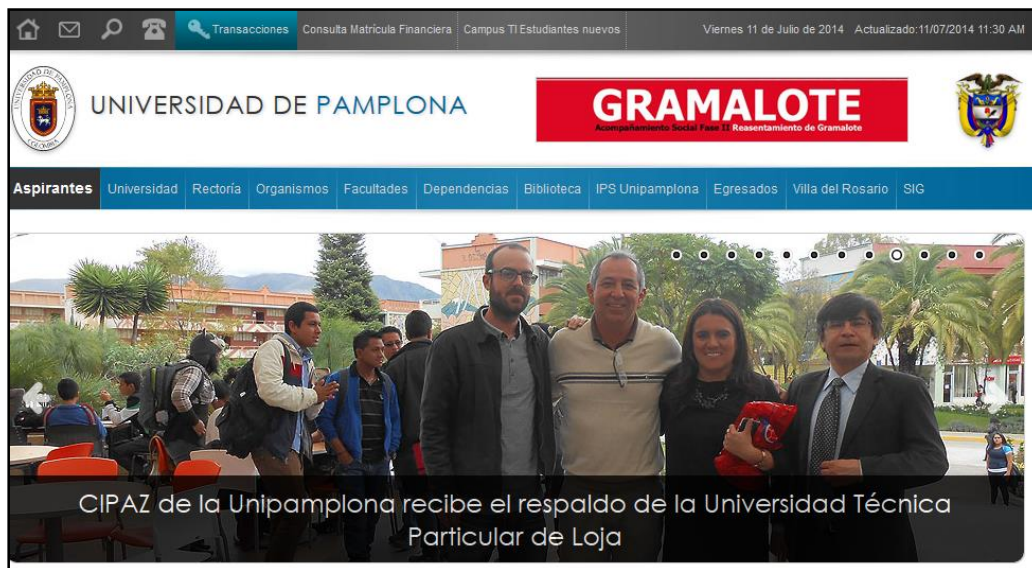 Transacciones Consulta Matrícula Financiera Campus TI Estudiantes nuevos Viernes 11 de Julio de 2014 Actualizado:11/07/2014 11:30 AM
UNIVERSIDAD DE PAMPLONA
GRAMALOTE
Acompañamiento Social Fase II Reasentamiento de Gramalote
Aspirantes Universidad Rectoría Organismos Facultades Dependencias Biblioteca IPS Unipamplona Egresados Villa del Rosario SIG
CIPAZ de la Unipamplona recibe el respaldo de la Universidad Técnica
Particular de Loja